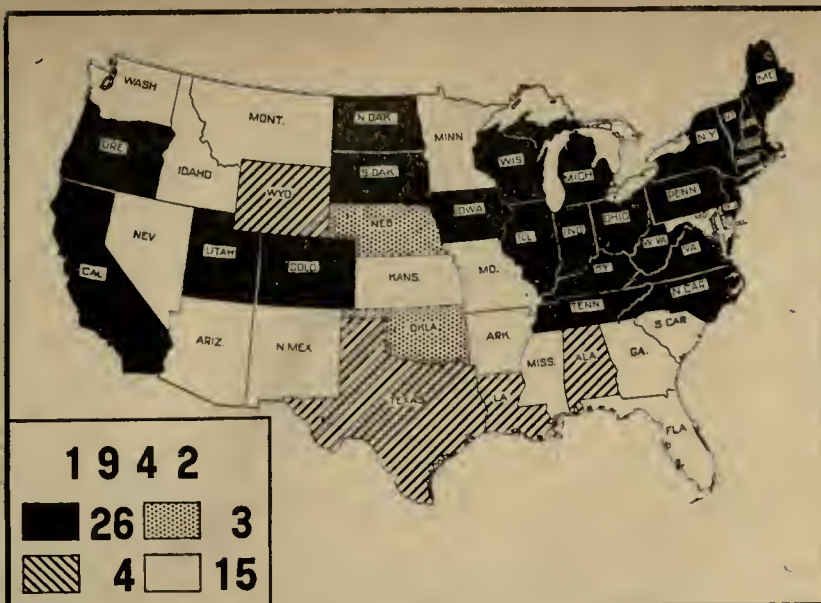 WASH
MONT.
N.DAK
MINN
ME
ORE
IDAHO
S.DAK
WIS
MICH
N.Y.
WYO.
IOWA
PENN
NEV
UTAH
NEB.
ILL
IND
OHIO
W.VA
VA
CAL
COLO
KANS.
MO.
KY
N.CAR
TENN
ARIZ.
N.MEX
OKLA.
ARK.
S.CAR
MISS.
ALA.
GA.
TEXAS
LA
FLA
1942
26 3
4 15